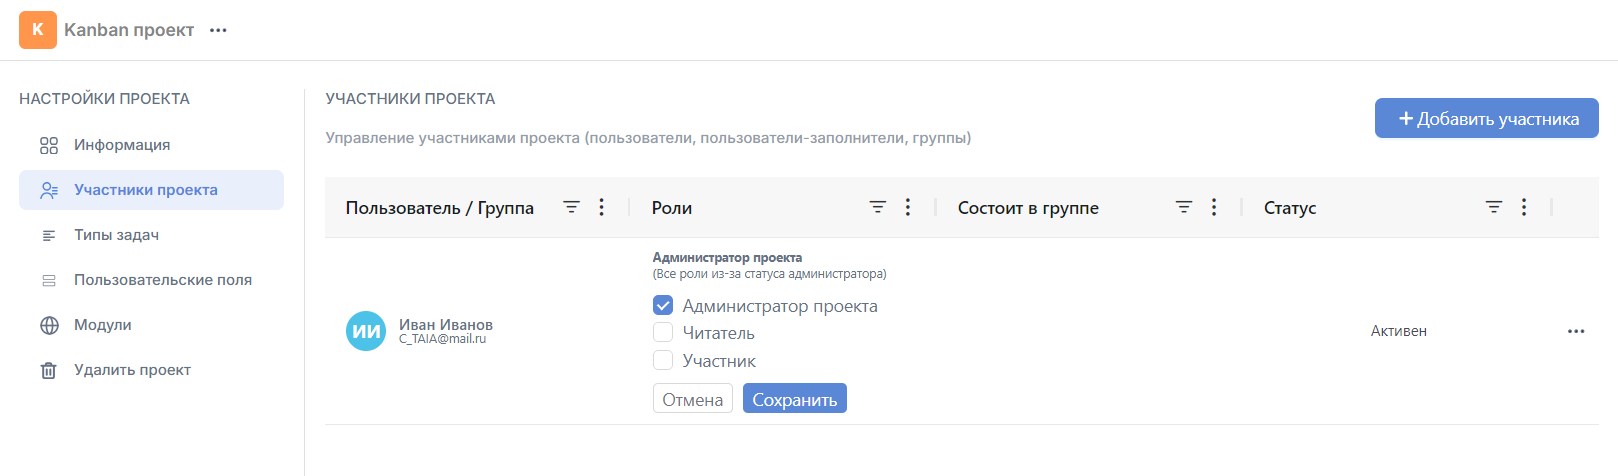 K Kanban проект
НАСТРОЙКИ ПРОЕКТА
Информация
Участники проекта
Типы задач
Пользовательские поля
Модули
Удалить проект
УЧАСТНИКИ ПРОЕКТА
Управление участниками проекта (пользователи, пользователи-заполнители, группы)
+ Добавить участника
Пользователь / Группа Роли Состоит в группе Статус
Администратор проекта
(Все роли из-за статуса администратора)
Администратор проекта
Читатель
Участник
Отмена Сохранить
ИИ Иван Иванов
C_TAIA@mail.ru
Активен